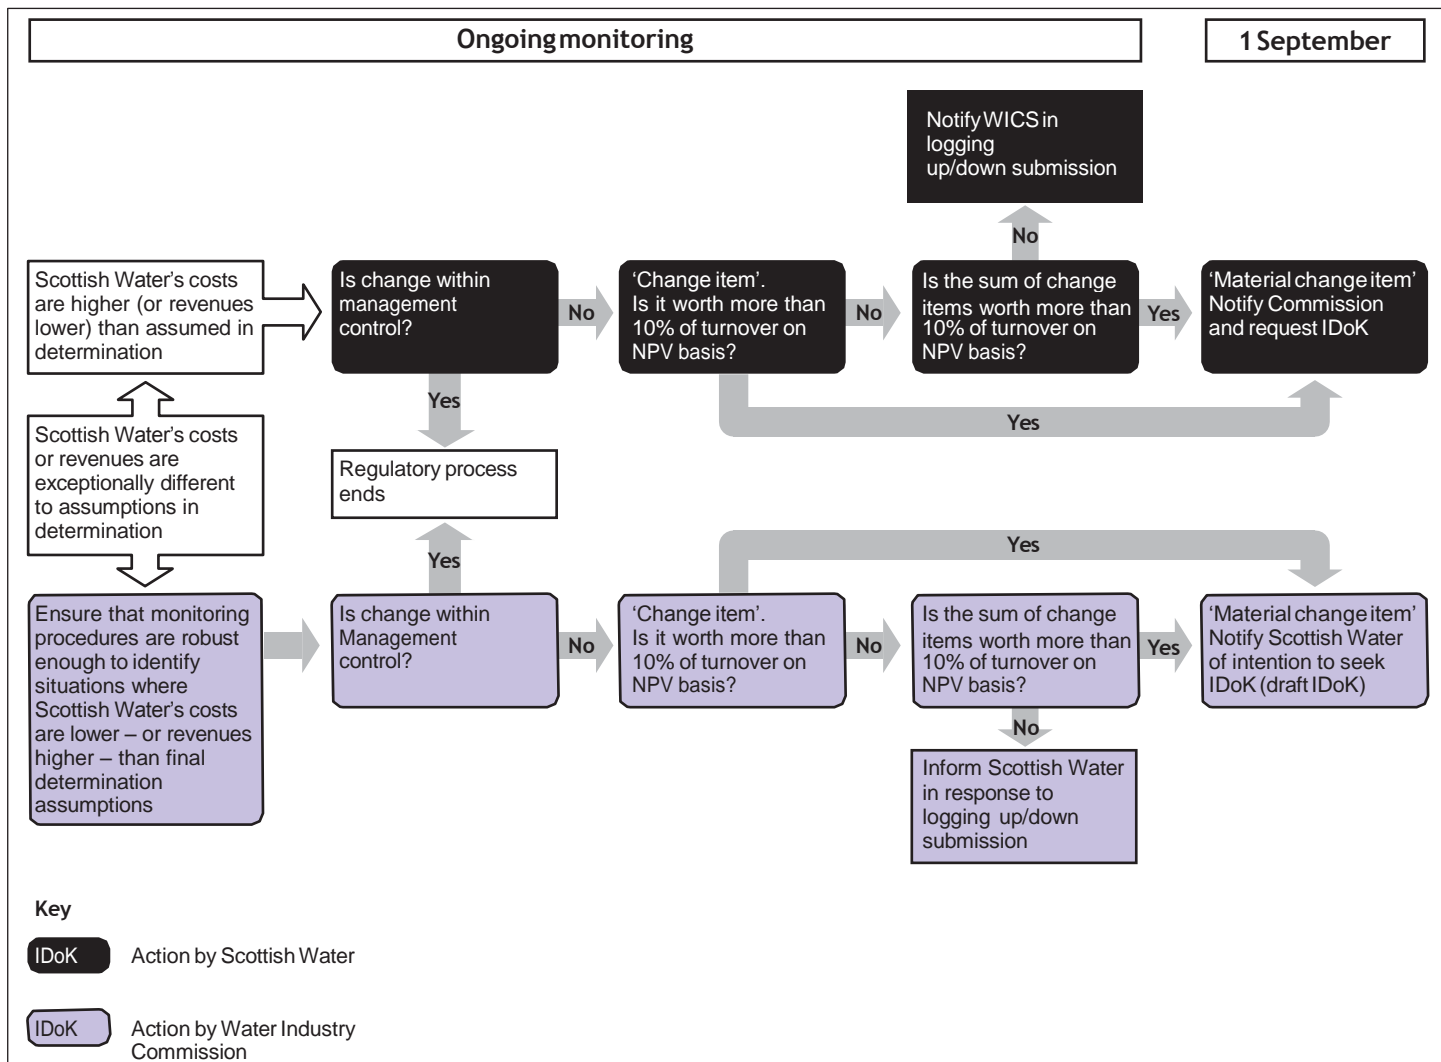 Ongoing monitoring
1 September
Notify WICS in
logging
up/down submission
No
Scottish Water’s costs
are higher (or revenues
lower) than assumed in
determination
Is change within
management
control?
No
‘Change item’.
Is it worth more than
10% of turnover on
NPV basis?
No
Is the sum of change
items worth more than
10% of turnover on
NPV basis?
Yes
‘Material change item’
Notify Commission
and request IDoK
Yes
Yes
Scottish Water’s costs
or revenues are
exceptionally different
to assumptions in
determination
Regulatory process
ends
Yes
Yes
Ensure that monitoring
procedures are robust
enough to identify
situations where
Scottish Water’s costs
are lower – or revenues
higher – than final
determination
assumptions
Is change within
Management
control?
No
‘Change item’.
Is it worth more than
10% of turnover on
NPV basis?
No
Is the sum of change
items worth more than
10% of turnover on
NPV basis?
Yes
‘Material change item’
Notify Scottish Water
of intention to seek
IDoK (draft IDoK)
No
Inform Scottish Water
in response to
logging up/down
submission
Key
IDoK
Action by Scottish Water
IDoK
Action by Water Industry
Commission